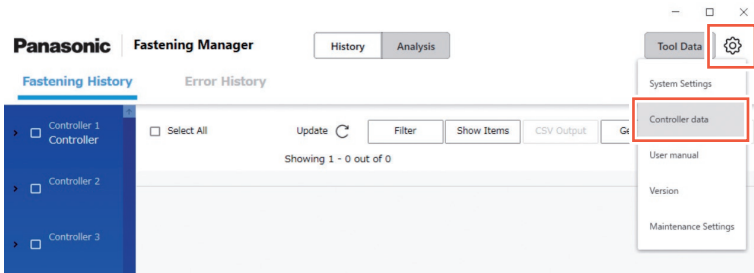 Panasonic Fastening Manager History Analysis Tool Data
Fastening History Error History
System Settings
Controller data
User manual
Version
Maintenance Settings
Controller 1
Controller
Controller 2
Controller 3
Select All Update Filter Show Items CSV Output Ge
Showing 1 - 0 out of 0